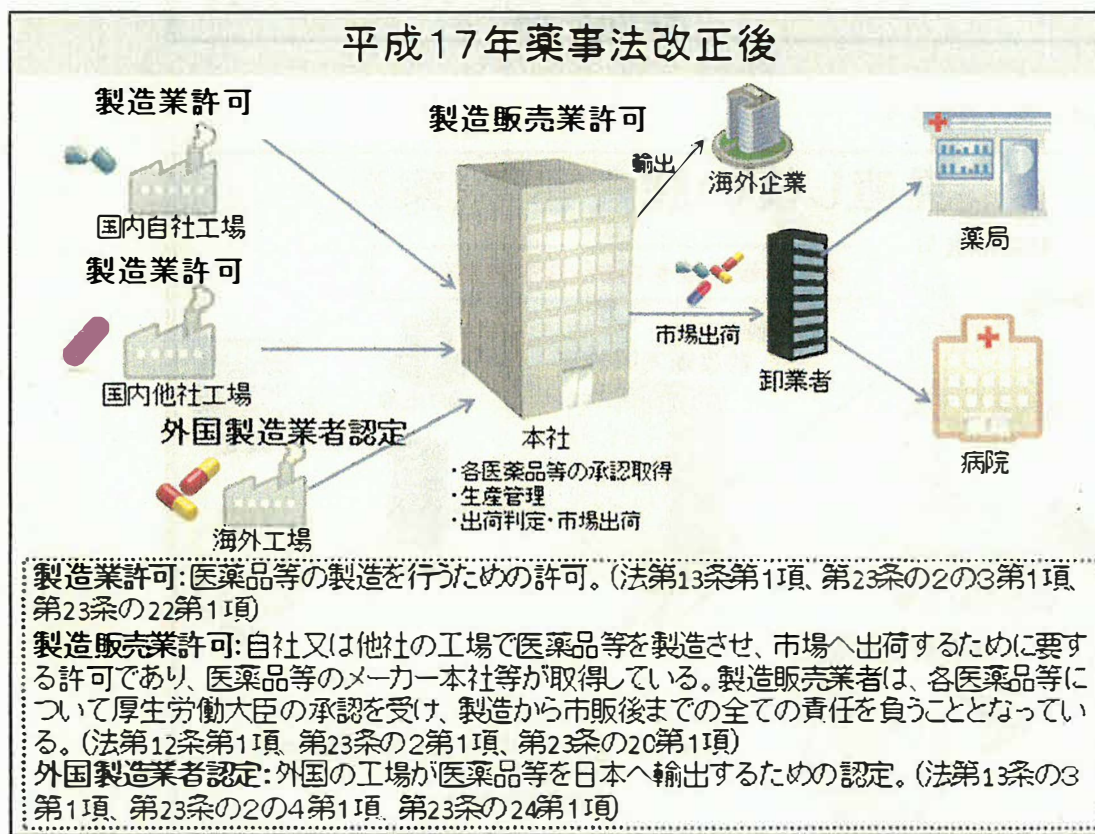 平成17年薬事法改正後
製造業許可
国内自社工場
製造業許可
国内他社工場
外国製造業者認定
海外工場
製造販売業許可
本社
・各医薬品等の承認取得
・生産管理
・出荷判定・市場出荷
輸出
海外企業
市場出荷
卸業者
薬局
病院
製造業許可:医薬品等の製造を行うための許可。(法第13条第1項、第23条の2の3第1項、
第23条の22第1項)
製造販売業許可:自社又は他社の工場で医薬品等を製造させ、市場へ出荷するために要す
る許可であり、医薬品等のメーカー本社等が取得している。製造販売業者は、各医薬品等に
ついて厚生労働大臣の承認を受け、製造から市販後までの全ての責任を負うこととなってい
る。(法第12条第1項、第23条の2第1項、第23条の20第1項)
外国製造業者認定:外国の工場が医薬品等を日本へ輸出するための認定。(法第13条の3
第1項、第23条の2の4第1項、第23条の24第1項)